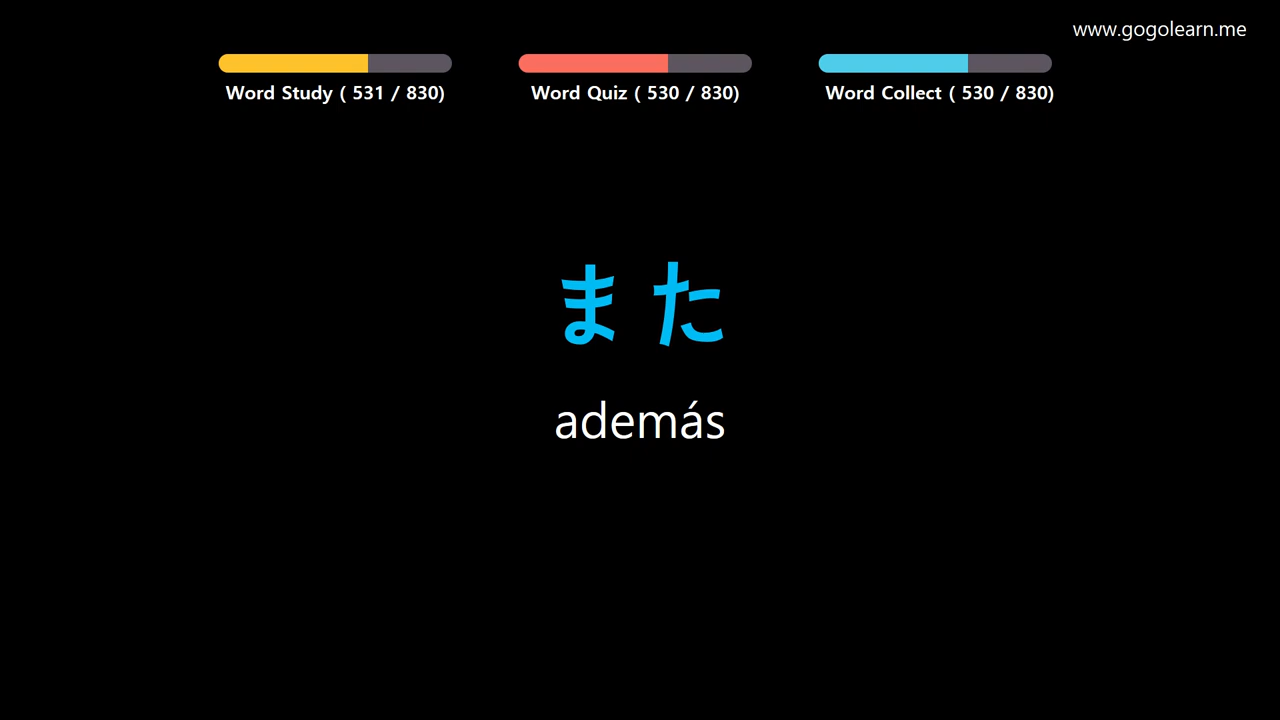 www.gogolearn.me
Word Study ( 531 / 830)
Word Quiz ( 530 / 830)
Word Collect ( 530 / 830)
また
además